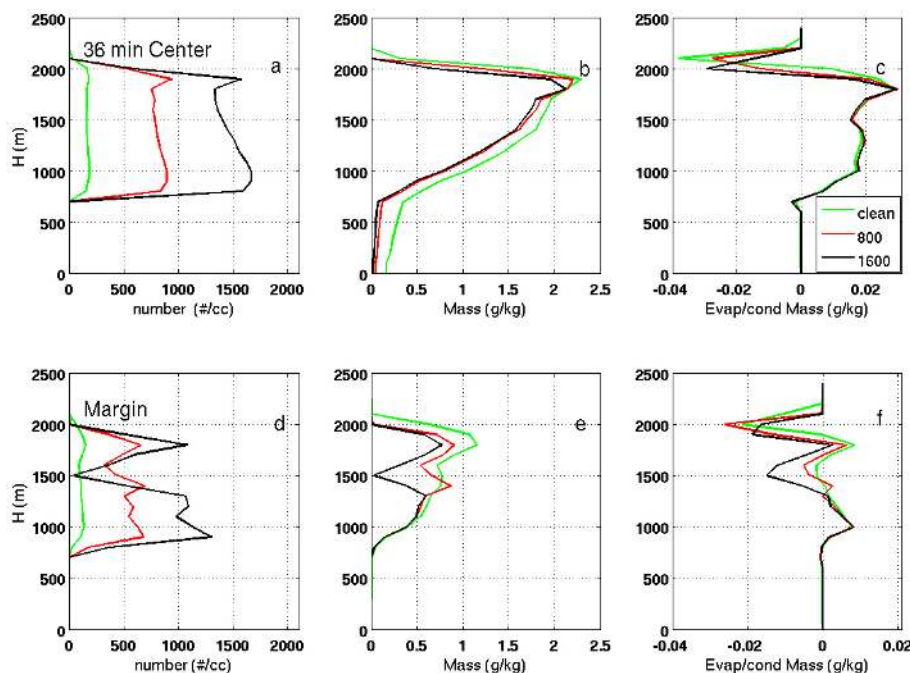 36 min Center
a
b
c
H (m)
2500
2000
1500
1000
500
0
0 500 1000 1500 2000
number (#/cc)
2500
2000
1500
1000
500
0
0 0.5 1 1.5 2 2.5
Mass (g/kg)
2500
2000
1500
1000
500
0
-0.04 -0.02 0 0.02
Evap/cond Mass (g/kg)
clean
800
1600
Margin
d
e
f
H (m)
2500
2000
1500
1000
500
0
0 500 1000 1500 2000
number (#/cc)
2500
2000
1500
1000
500
0
0 0.5 1 1.5 2 2.5
Mass (g/kg)
2500
2000
1500
1000
500
0
-0.04 -0.02 0 0.02
Evap/cond Mass (g/kg)